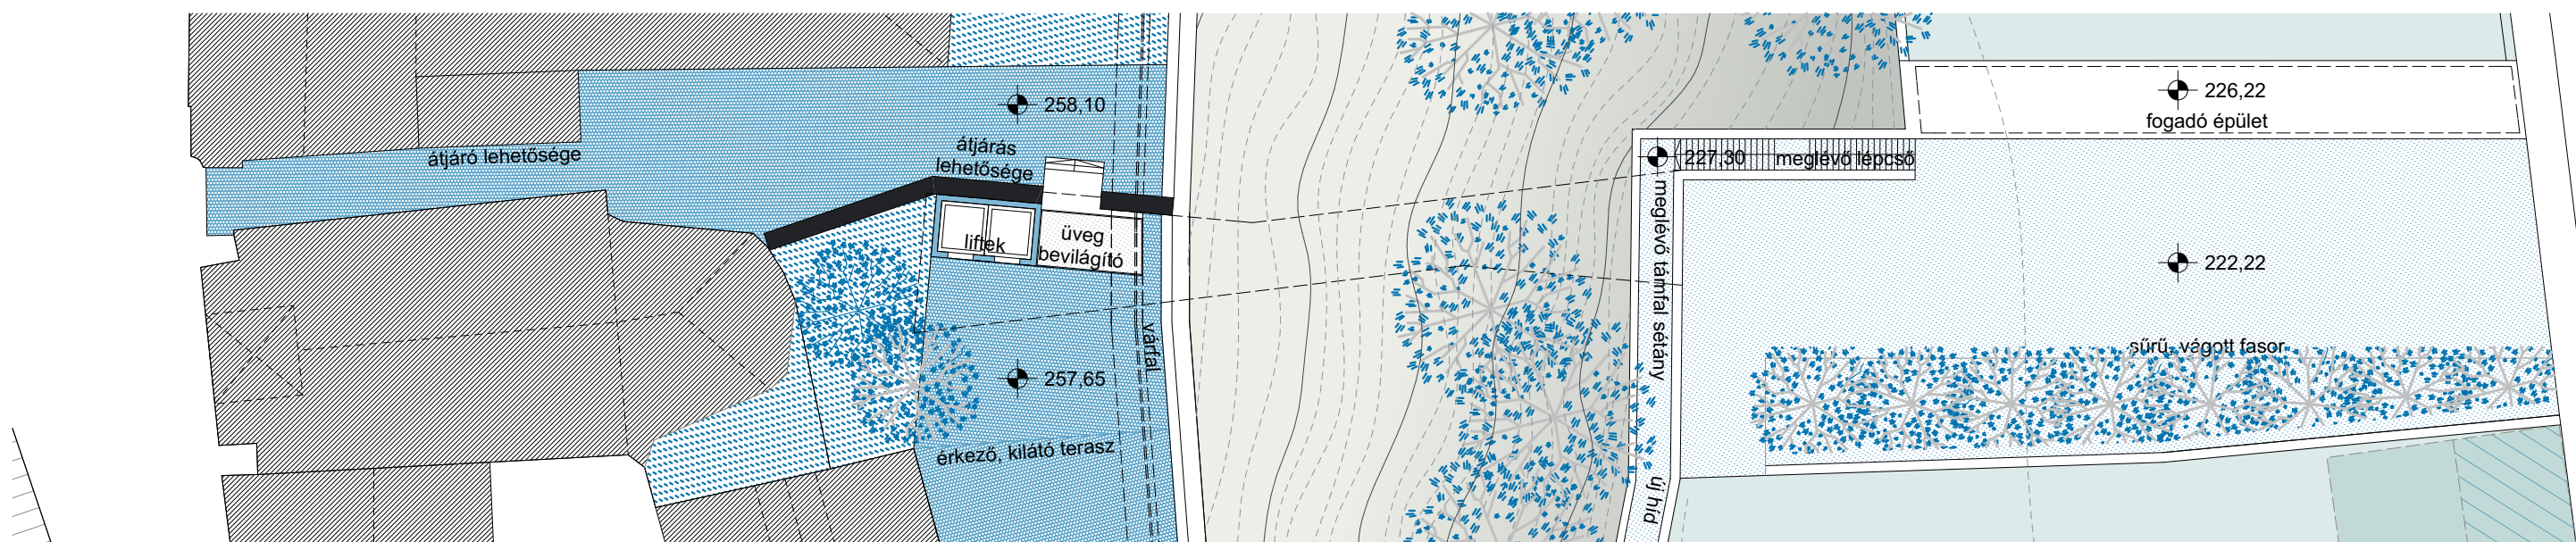 258,10
226,22
fogadó épület
átjárás
lehetősége
átjáró lehetősége
227,30
meglévő lépcső
liftek
üveg
bevilágító
meglévő támfal sétány
222,22
várfal
sűrű, vágott fasor
257,65
érkező, kilátó terasz
új híd